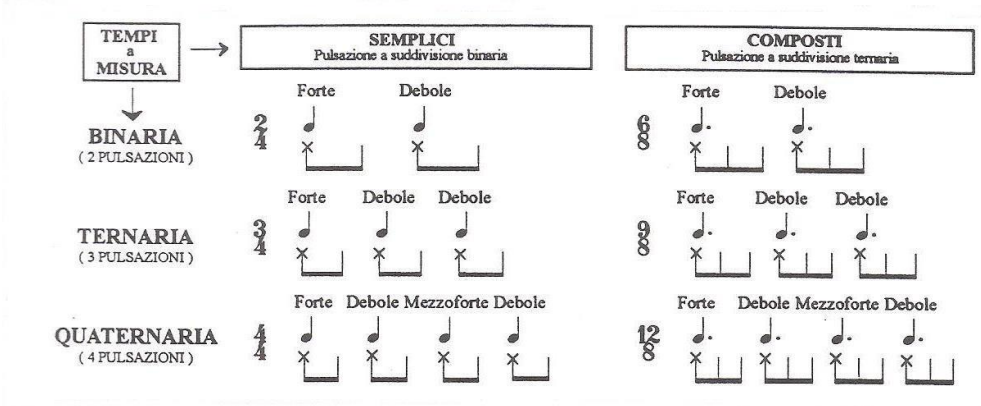 TEMPI
a
MISURA
SEMPLICI
Pulsazione a suddivisione binaria
COMPOSTI
Pulsazione a suddivisione ternaria
BINARIA
( 2 PULSAZIONI )
2
4
Forte Debole
6
8
Forte Debole
TERNARIA
( 3 PULSAZIONI )
3
4
Forte Debole Debole
9
8
Forte Debole Debole
QUATERNARIA
( 4 PULSAZIONI )
4
4
Forte Debole Mezzoforte Debole
12
8
Forte Debole Mezzoforte Debole